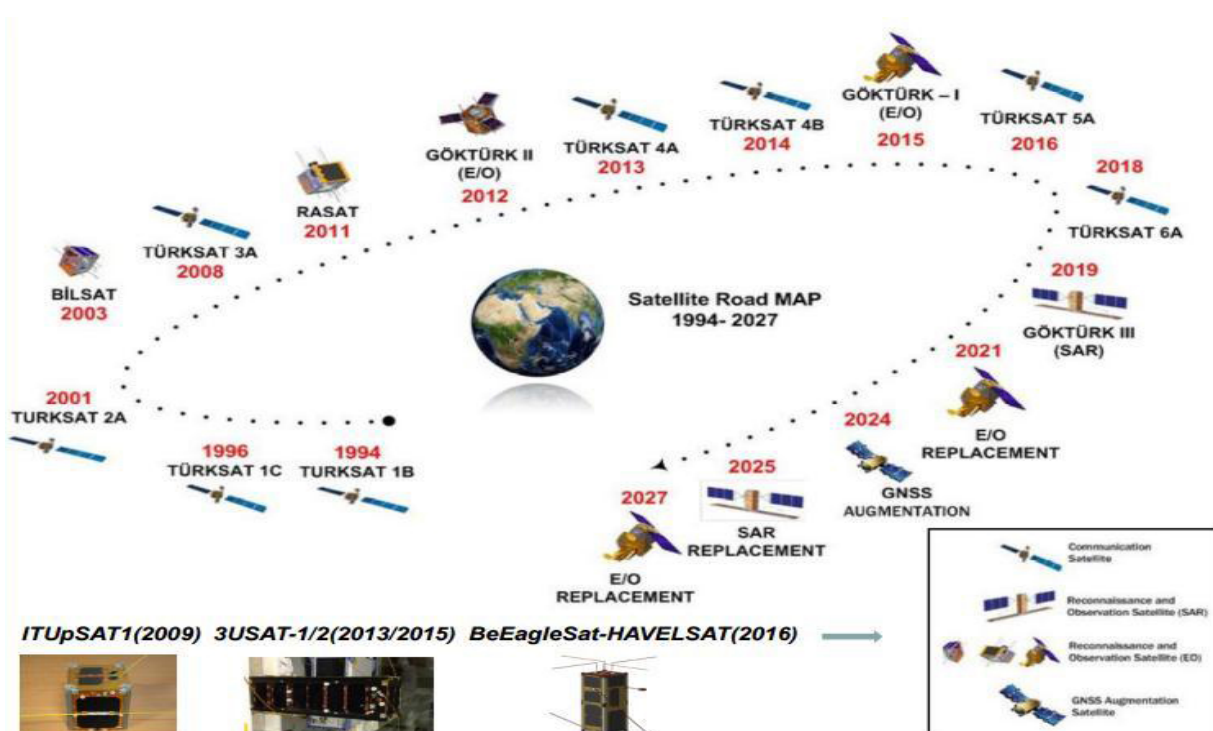 GÖKTÜRK – I
(E/O)
2015
TÜRKSAT 5A
2016
TÜRKSAT 4B
2014
TÜRKSAT 4A
2013
GÖKTÜRK II
(E/O)
2012
2018
TÜRKSAT 6A
RASAT
2011
TÜRKSAT 3A
2008
BİLSAT
2003
2019
GÖKTÜRK III
(SAR)
Satellite Road MAP
1994- 2027
2021
E/O
REPLACEMENT
2001
TURKSAT 2A
2024
GNSS
AUGMENTATION
1996
TÜRKSAT 1C
1994
TURKSAT 1B
2025
SAR
REPLACEMENT
2027
E/O
REPLACEMENT
Communication
Satellite
Reconnaissance and
Observation Satellite (SAR)
Reconnaissance and
Observation Satellite (EO)
GNSS Augmentation
Satellite
ITUpSAT1(2009) 3USAT-1/2(2013/2015) BeEagleSat-HAVELSAT(2016)